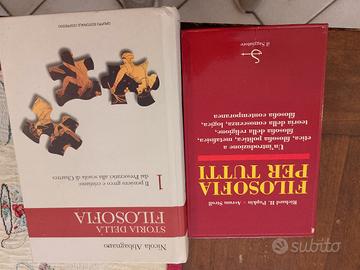 GRUPPO EDITORIALE L'ESPRESSO
1
Il pensiero greco e cristiano:
dai Presocratici alla scuola di Chartres
STORIA DELLA
FILOSOFIA
Nicola Abbagnano
il Saggiatore
Richard H. Popkin - Avrum Stroll
FILOSOFIA
PER TUTTI
Un'introduzione a
etica, filosofia politica, metafisica,
filosofia della religione,
teoria della conoscenza, logica,
filosofia contemporanea
subito